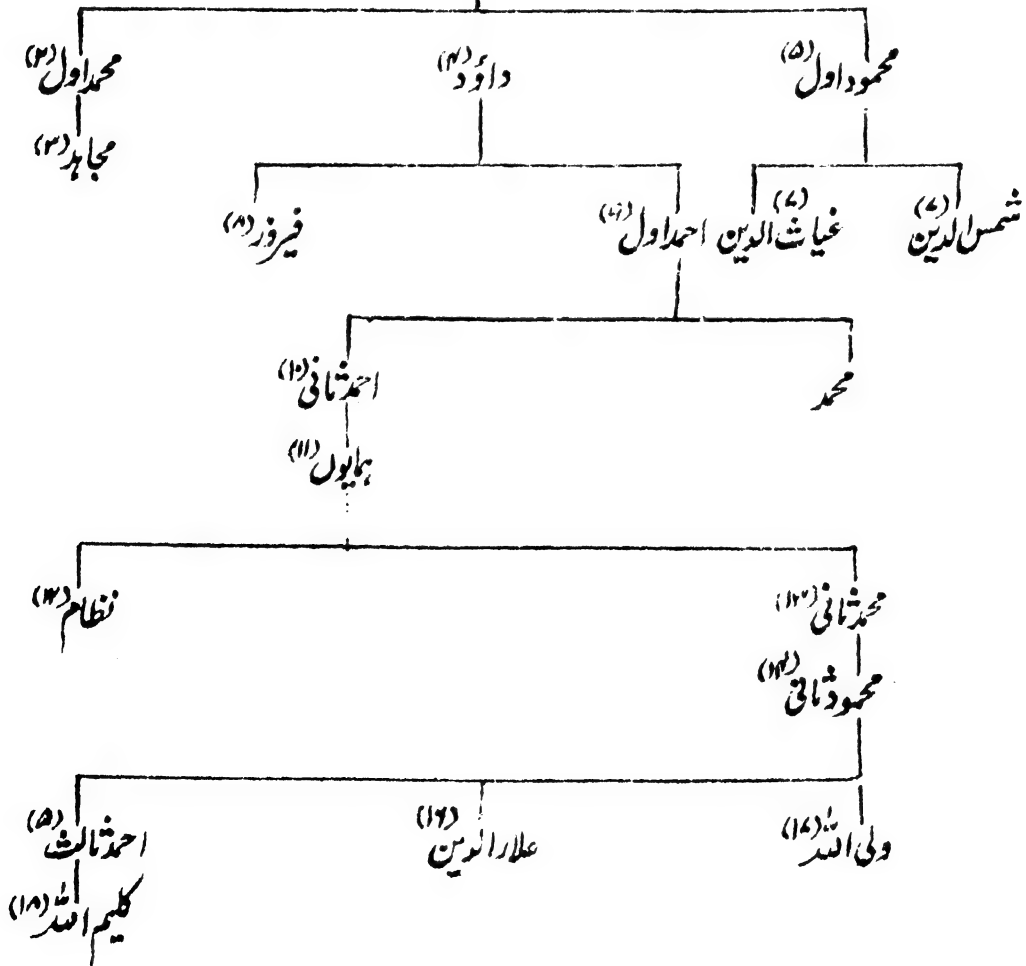 محمود اول (۵)
داؤد (۴)
محمد اول (۲)
مجاہد (۳)
شمس الدین (۷)
غیاث الدین (۷)
احمد اول (۹)
فیروز (۸)
محمد
احمد ثانی (۱۰)
ہمایوں (۱۱)
محمد ثانی (۱۳)
نظام (۱۲)
محمود ثانی (۱۴)
ولی اللہ (۱۷)
علاء الدین (۱۶)
احمد ثالث (۵)
کلیم اللہ (۱۸)